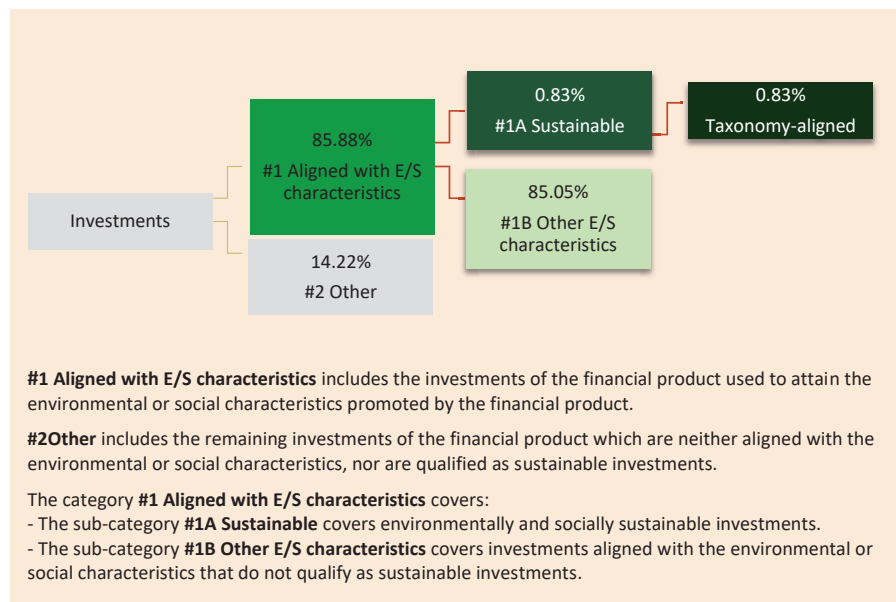 Investments
85.88%
#1 Aligned with E/S
characteristics
14.22%
#2 Other
0.83%
#1A Sustainable
85.05%
#1B Other E/S
characteristics
0.83%
Taxonomy-aligned
#1 Aligned with E/S characteristics includes the investments of the financial product used to attain the
environmental or social characteristics promoted by the financial product.
#2Other includes the remaining investments of the financial product which are neither aligned with the
environmental or social characteristics, nor are qualified as sustainable investments.
The category #1 Aligned with E/S characteristics covers:
- The sub-category #1A Sustainable covers environmentally and socially sustainable investments.
- The sub-category #1B Other E/S characteristics covers investments aligned with the environmental or
social characteristics that do not qualify as sustainable investments.